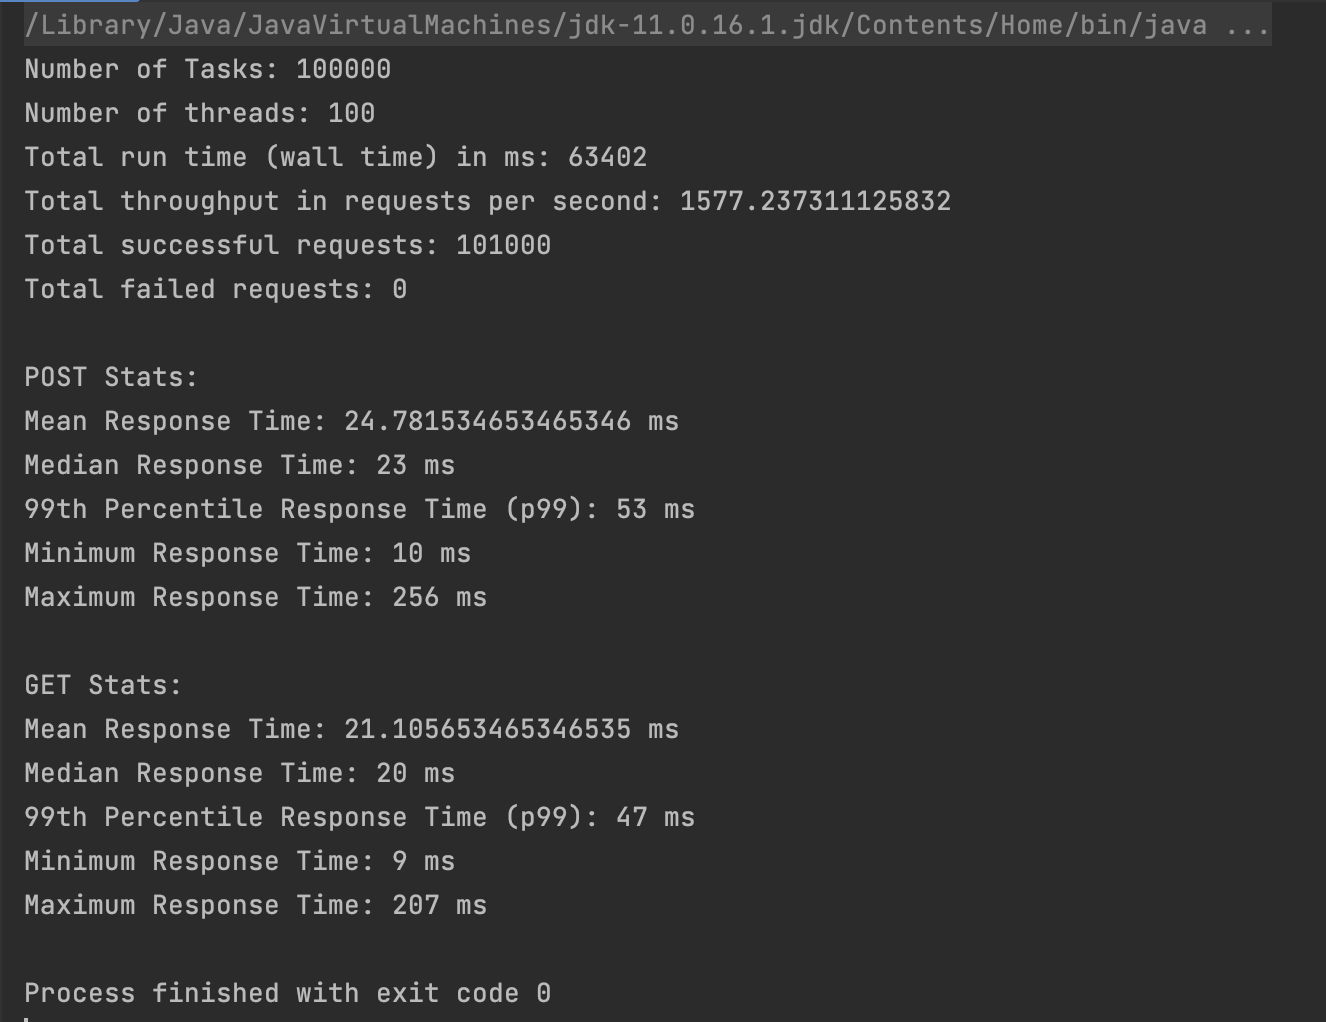 /Library/Java/JavaVirtualMachines/jdk-11.0.16.1.jdk/Contents/Home/bin/java ...
Number of Tasks: 100000
Number of threads: 100
Total run time (wall time) in ms: 63402
Total throughput in requests per second: 1577.237311125832
Total successful requests: 101000
Total failed requests: 0
POST Stats:
Mean Response Time: 24.781534653465346 ms
Median Response Time: 23 ms
99th Percentile Response Time (p99): 53 ms
Minimum Response Time: 10 ms
Maximum Response Time: 256 ms
GET Stats:
Mean Response Time: 21.105653465346535 ms
Median Response Time: 20 ms
99th Percentile Response Time (p99): 47 ms
Minimum Response Time: 9 ms
Maximum Response Time: 207 ms
Process finished with exit code 0